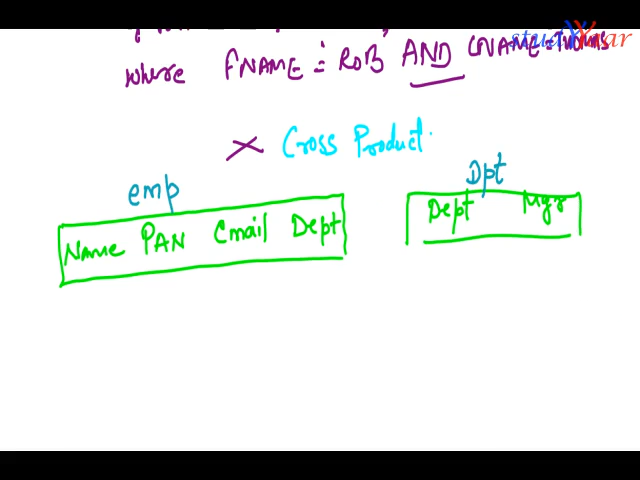 where FNAME = ROB AND
× Cross Product
emp Dpt
Name PAN Email Dept Dept Mgr